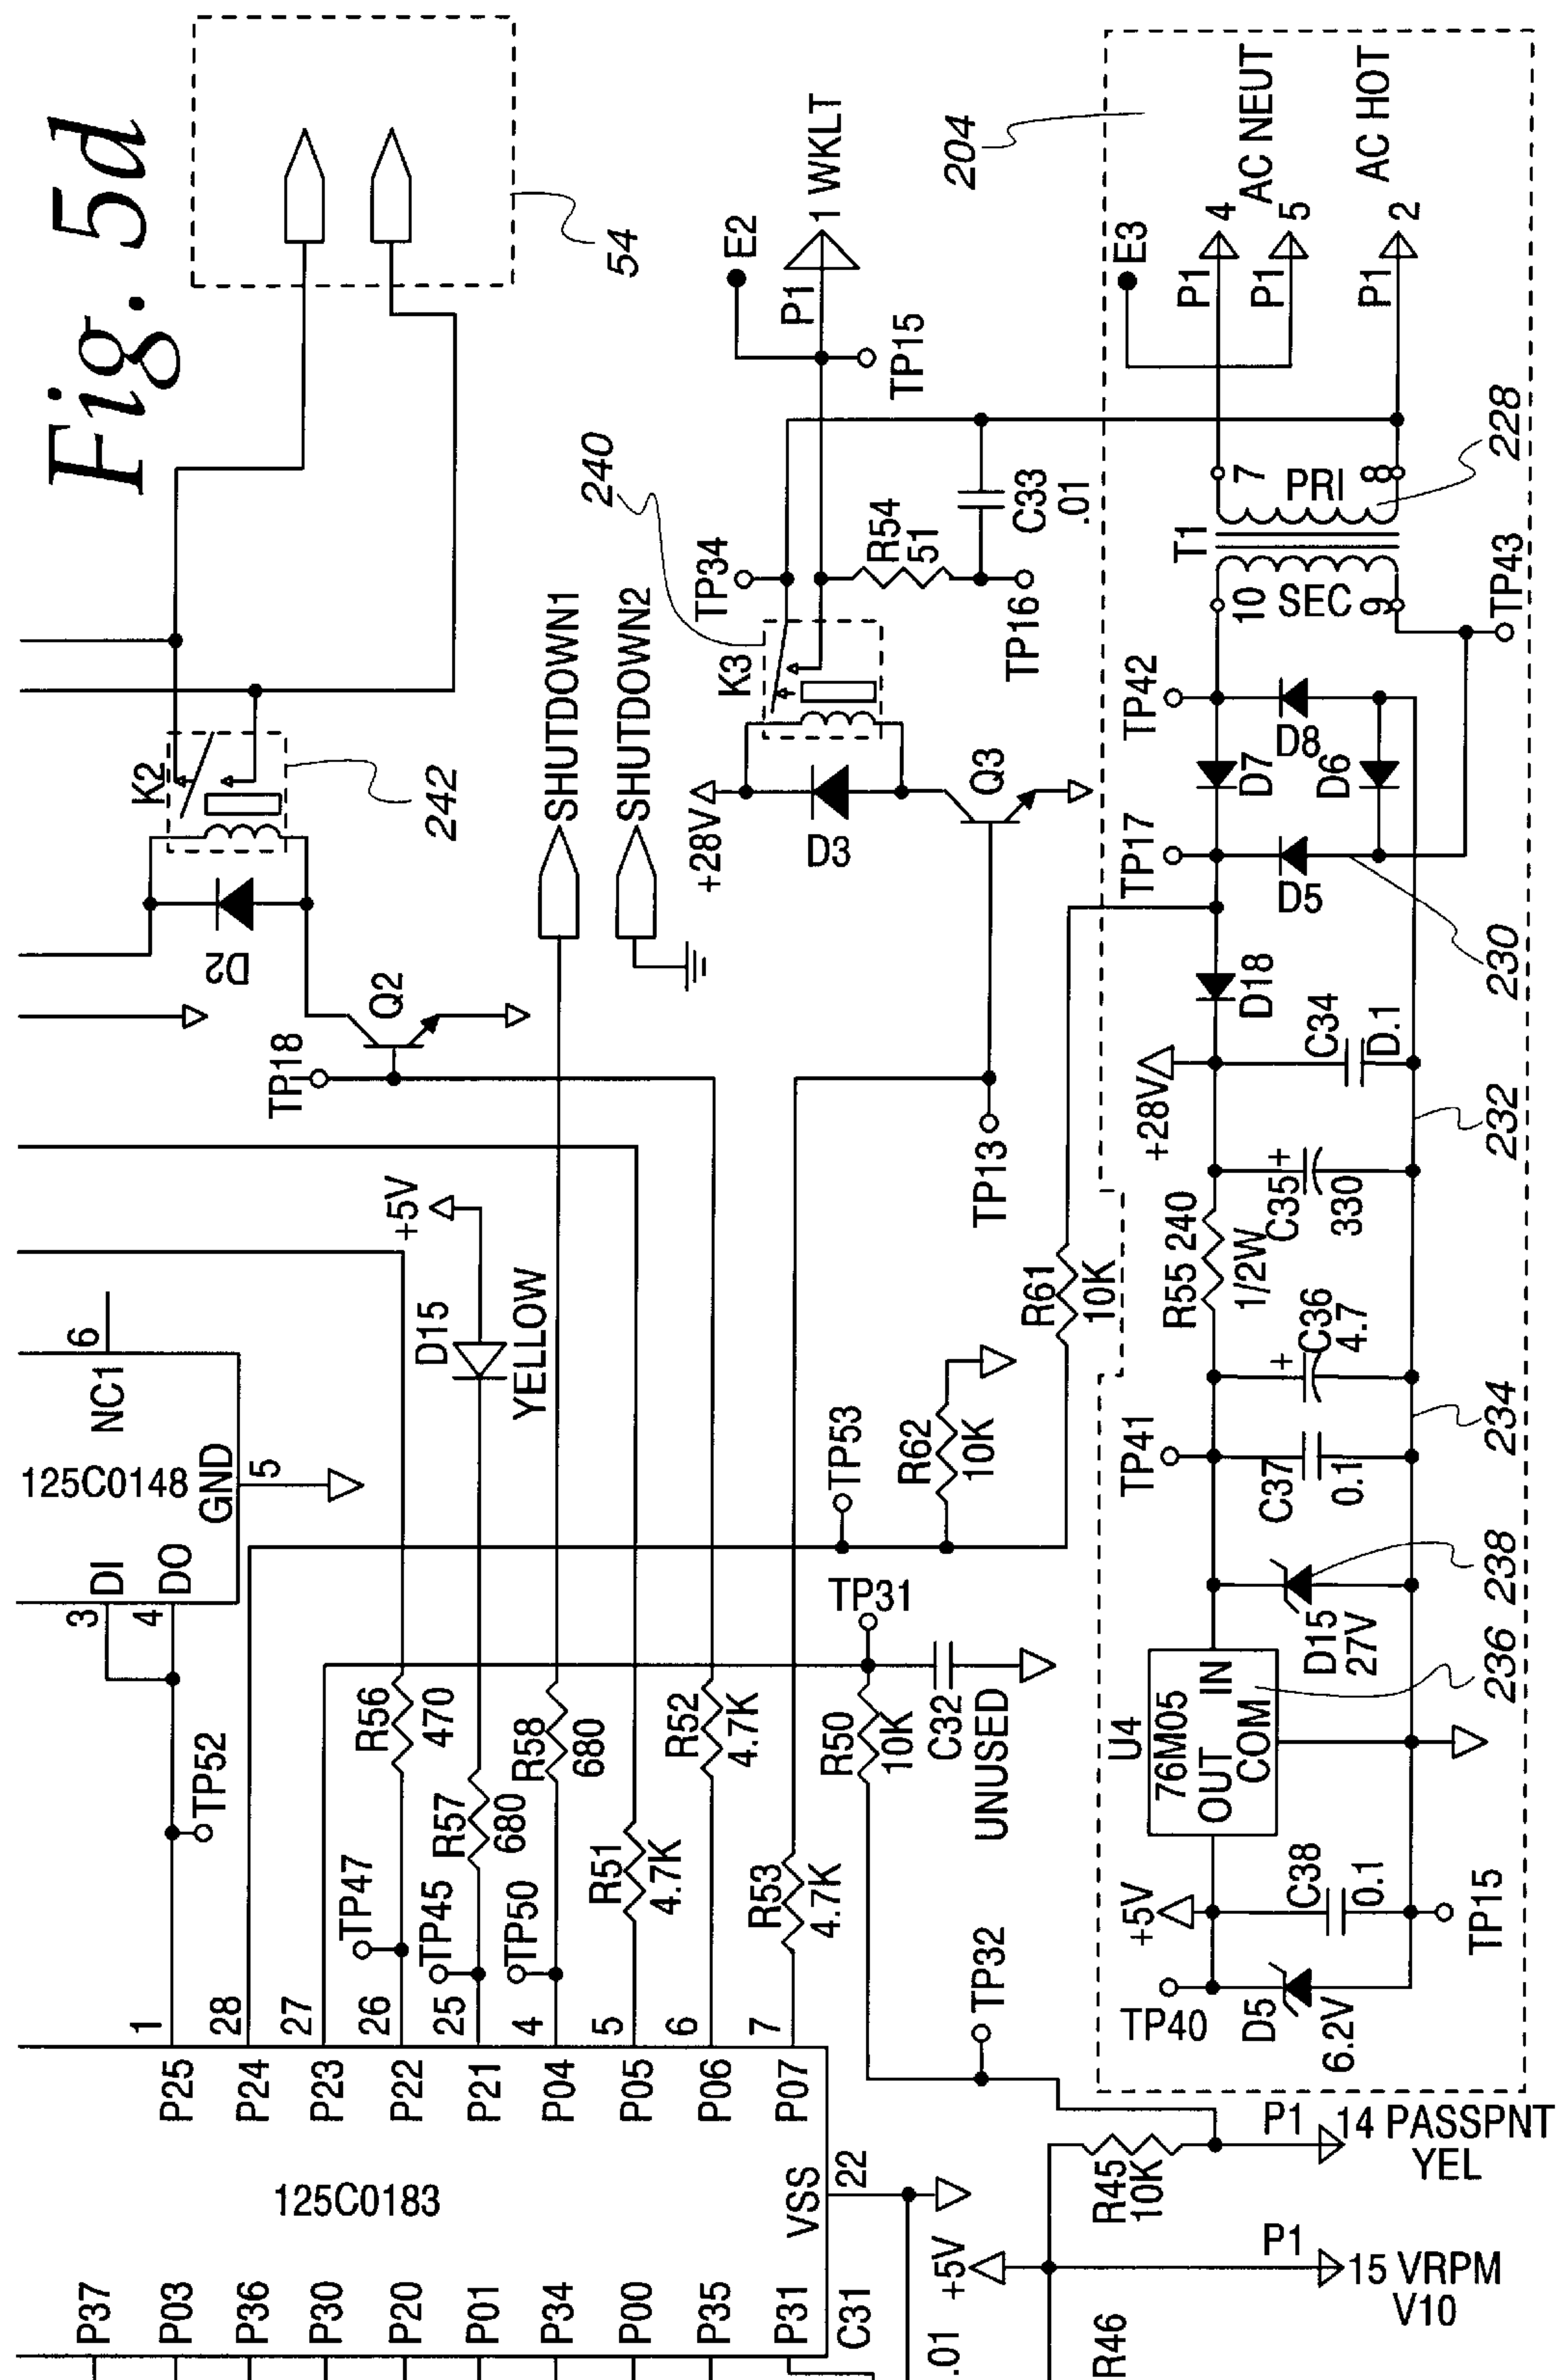 Fig. 5d
54
E2
P1
1 WKLT
TP15
204
AC NEUT
AC HOT
E3
P1
4
P1
5
P1
2
240
TP34
R54
51
C33
.01
TP16
K3
T1
7
PRI
8
228
10
SEC
9
TP43
SHUTDOWN1
SHUTDOWN2
K2
242
D2
Q2
TP18
+28V
D3
Q3
TP13
TP42
D8
D7
D6
TP17
D5
230
D18
+28V
C34
D.1
232
C35
+
330
R55 240
1/2W
C36
+
4.7
234
TP41
C37
0.1
D15
27V
238
236
U4
76M05
IN
OUT
COM
+5V
C38
0.1
TP15
TP40
D5
6.2V
+5V
D15
YELLOW
R61
10K
R62
10K
TP53
TP31
NC1
6
125C0148
GND
5
DI
DO
3
4
TP52
R56
470
R57
680
R58
680
R51
4.7K
R52
4.7K
R53
4.7K
R50
10K
C32
UNUSED
TP47
TP45
TP50
TP32
1
28
27
26
25
4
5
6
7
P25
P24
P23
P22
P21
P04
P05
P06
P07
125C0183
VSS
22
P37
P03
P36
P30
P20
P01
P34
P00
P35
P31
C31
.01
+5V
R45
10K
R46
P1
14 PASSPNT
YEL
P1
15 VRPM
V10